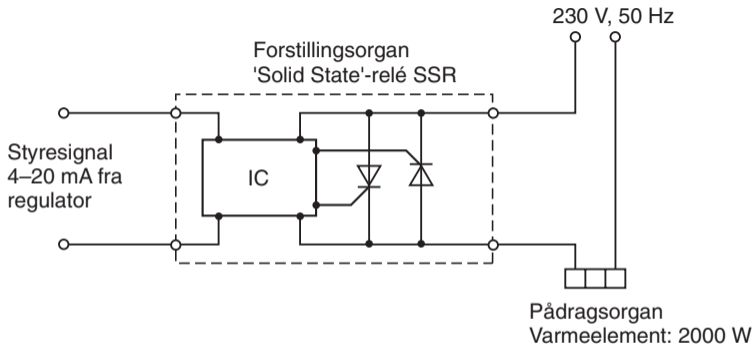 230 V, 50 Hz
Forstillingsorgan
'Solid State'-relé SSR
Styresignal
4–20 mA fra
regulator
IC
Pådragsorgan
Varmeelement: 2000 W